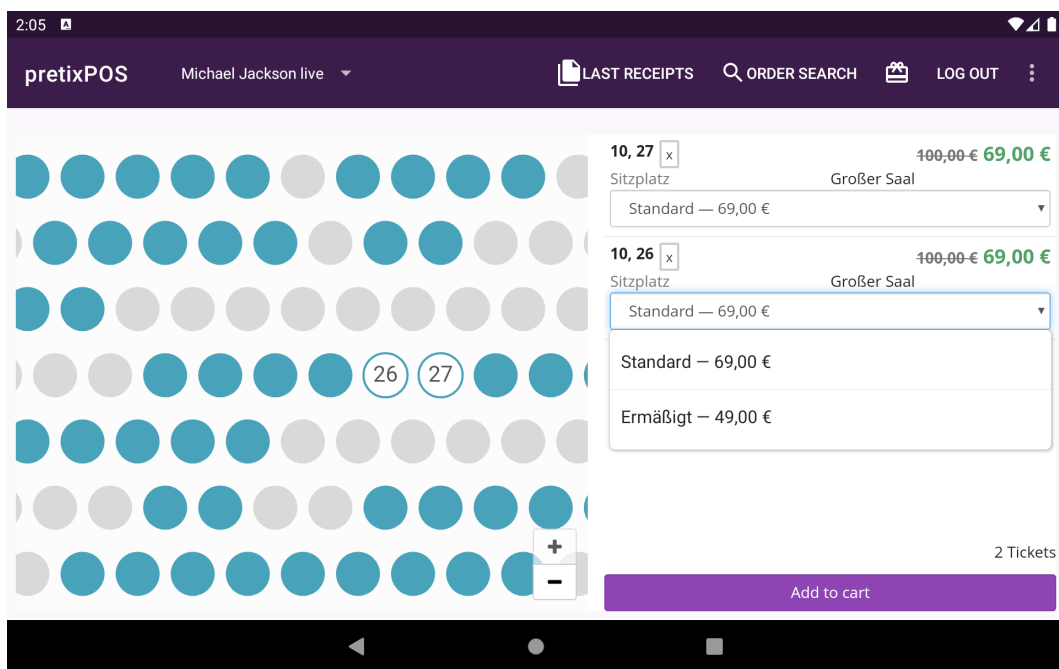 2:05 A
pretixPOS Michael Jackson live LAST RECEIPTS ORDER SEARCH LOG OUT
10, 27 x 100,00 € 69,00 €
Sitzplatz Großer Saal
Standard — 69,00 €
10, 26 x 100,00 € 69,00 €
Sitzplatz Großer Saal
Standard — 69,00 €
Standard — 69,00 €
Ermäßigt — 49,00 €
26 27
+
−
2 Tickets
Add to cart